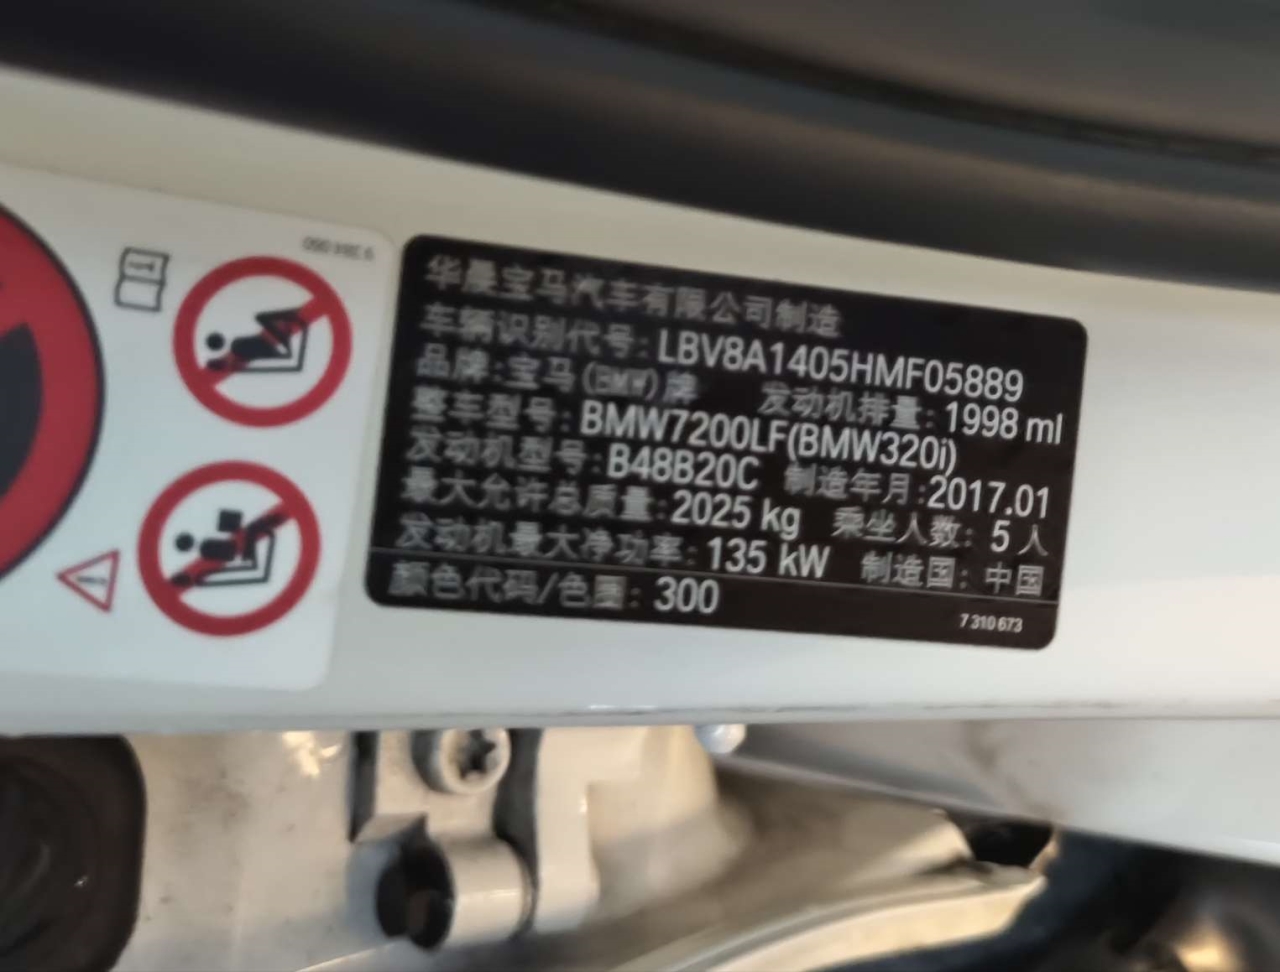 华晨宝马汽车有限公司制造
车辆识别代号: LBV8A1405HMF05889
品牌:宝马(BMW)牌 发动机排量: 1998 ml
整车型号: BMW7200LF(BMW320i)
发动机型号: B48B20C 制造年月:2017.01
最大允许总质量: 2025 kg 乘坐人数: 5 人
发动机最大净功率: 135 kW 制造国: 中国
颜色代码/色图: 300
7 310 673